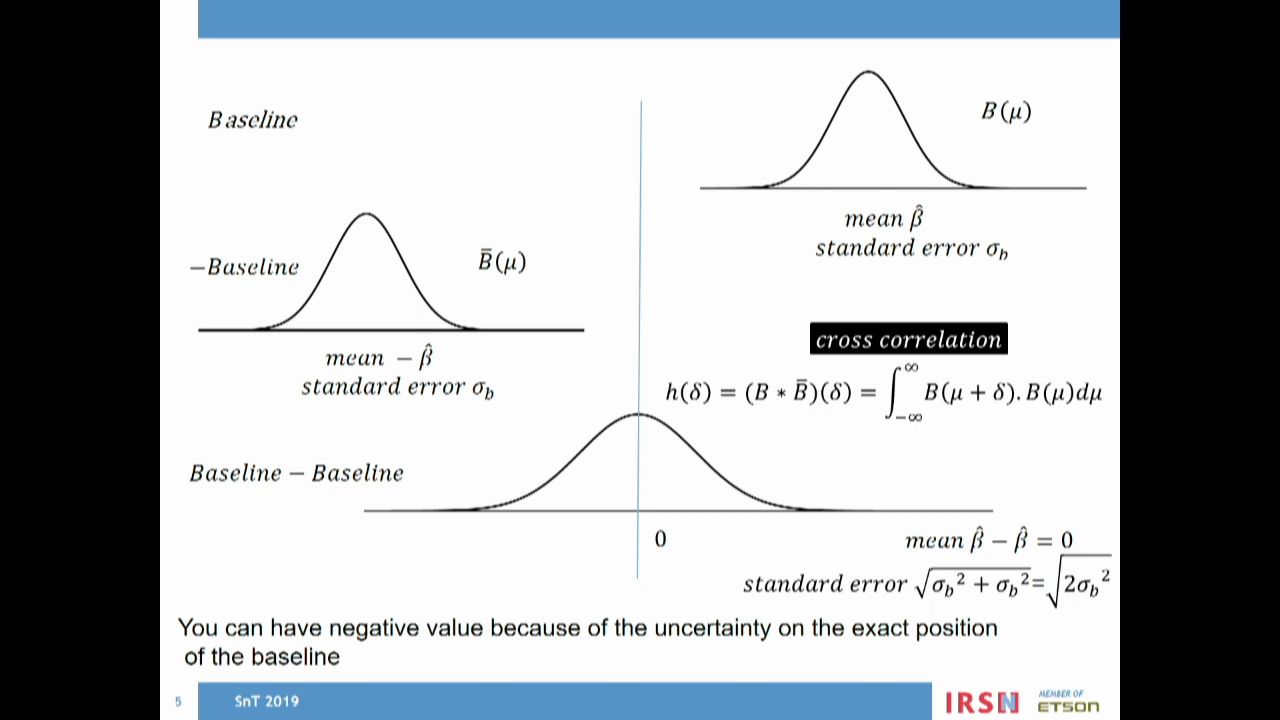 Baseline
B(μ)
mean β̂
standard error σ_b
−Baseline
B̄(μ)
mean − β̂
standard error σ_b
cross correlation
h(δ) = (B ∗ B̄)(δ) = ∫_{−∞}^{∞} B(μ + δ). B(μ)dμ
Baseline − Baseline
0
mean β̂ − β̂ = 0
standard error √(σ_b² + σ_b²)=√(2σ_b²)
You can have negative value because of the uncertainty on the exact position
of the baseline
5
SnT 2019
IRSN
MEMBER OF
ETSON